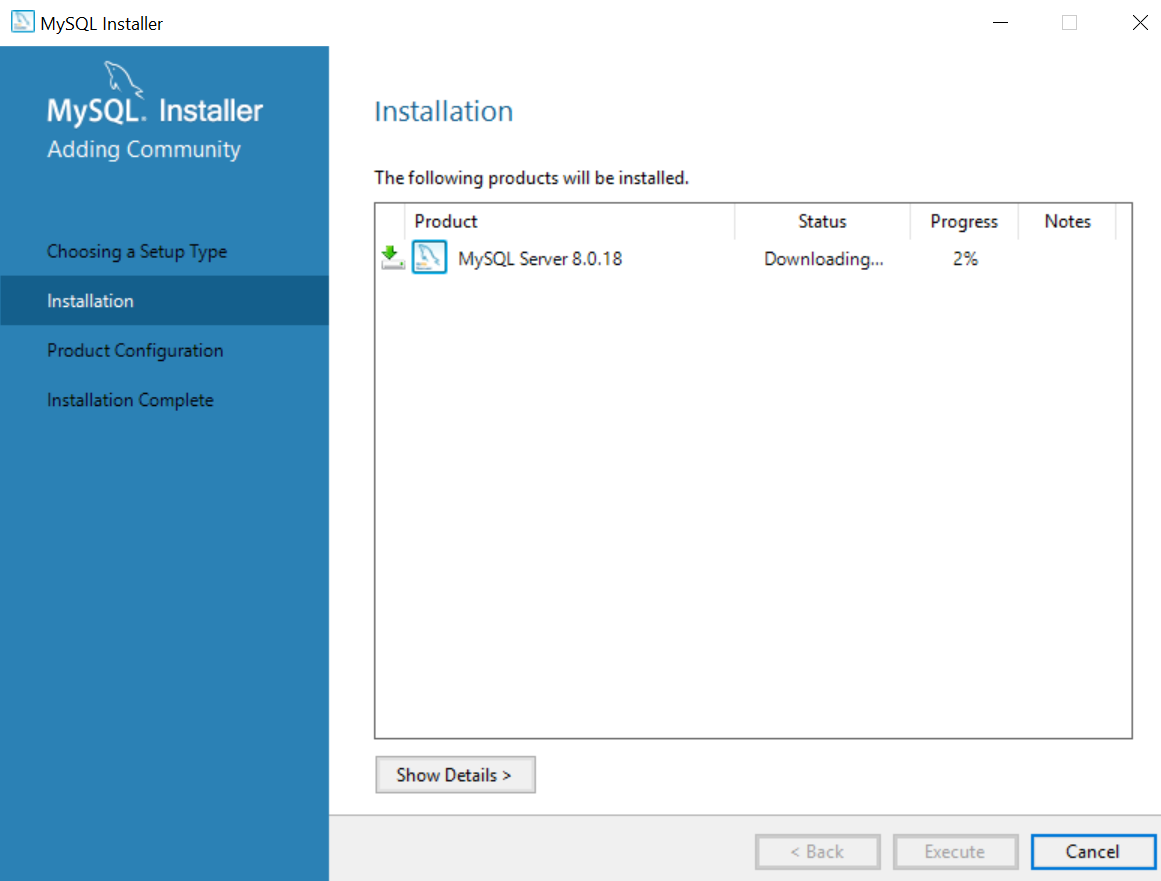 MySQL Installer
MySQL. Installer
Adding Community
Choosing a Setup Type
Installation
Product Configuration
Installation Complete
Installation
The following products will be installed.
Product Status Progress Notes
MySQL Server 8.0.18 Downloading... 2%
Show Details >
< Back Execute Cancel